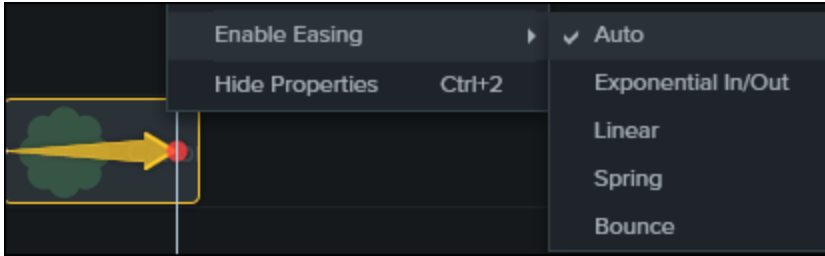 Enable Easing
Hide Properties Ctrl+2
Auto
Exponential In/Out
Linear
Spring
Bounce